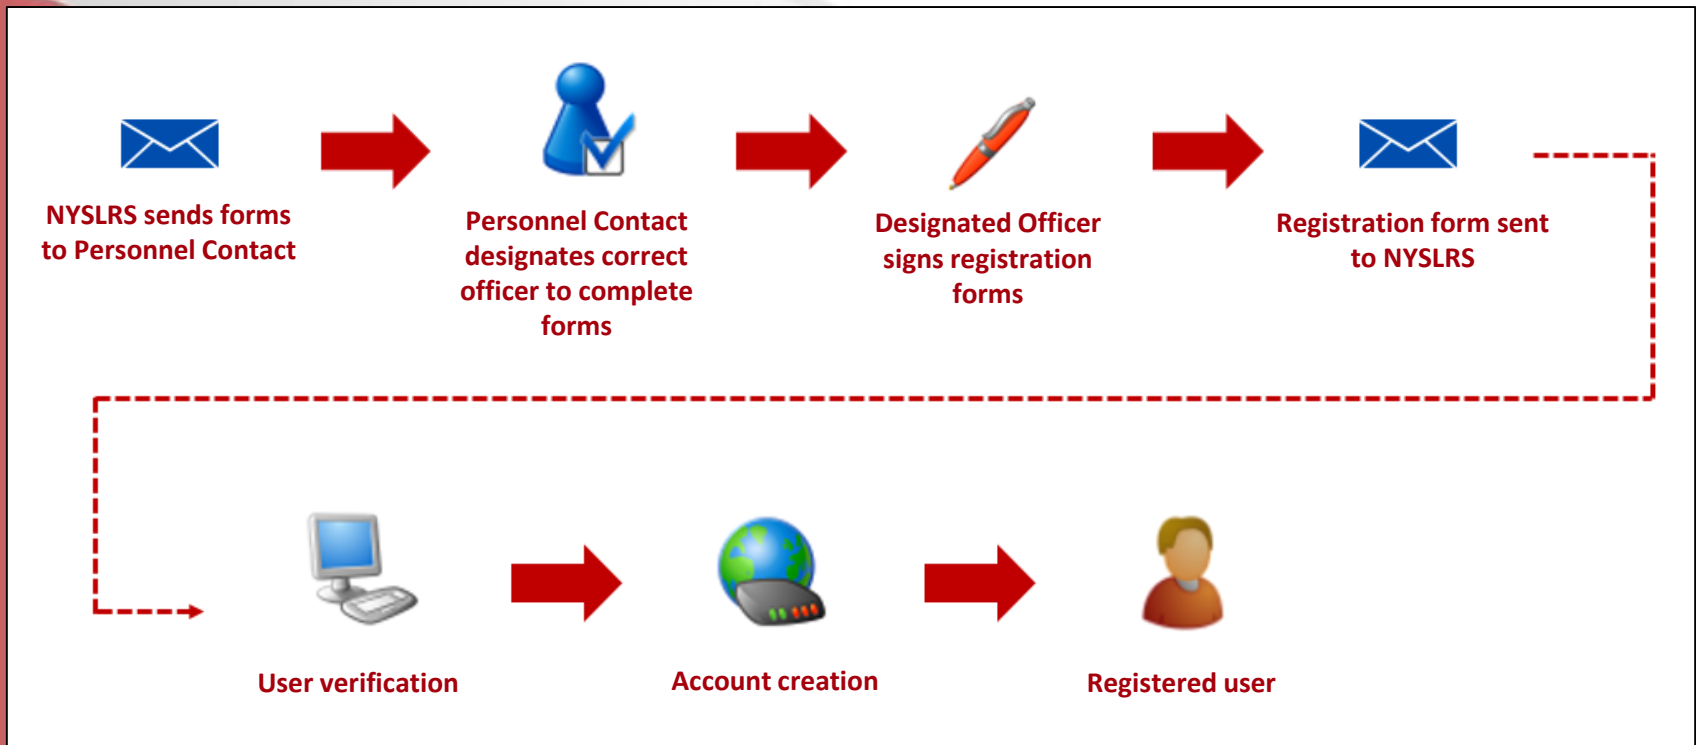 NYSLRS sends forms
to Personnel Contact
Personnel Contact
designates correct
officer to complete
forms
Designated Officer
signs registration
forms
Registration form sent
to NYSLRS
User verification
Account creation
Registered user